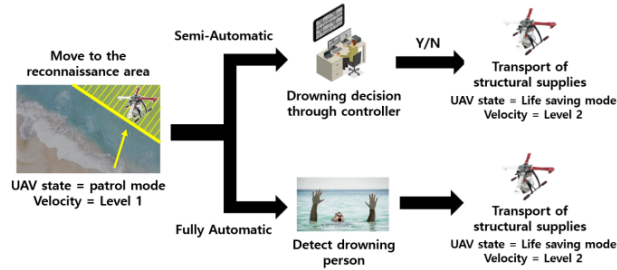 Move to the
reconnaissance area
UAV state = patrol mode
Velocity = Level 1
Semi-Automatic
Fully Automatic
Drowning decision
through controller
Y/N
Transport of
structural supplies
UAV state = Life saving mode
Velocity = Level 2
Detect drowning
person
Transport of
structural supplies
UAV state = Life saving mode
Velocity = Level 2